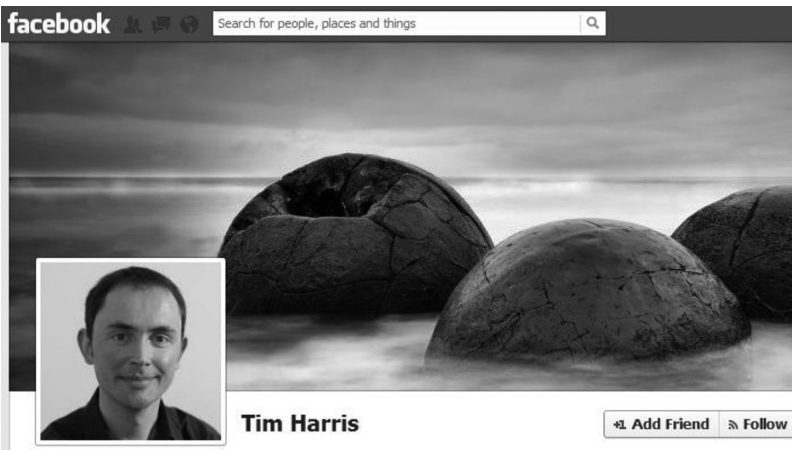 facebook Search for people, places and things
Tim Harris
+1 Add Friend Follow